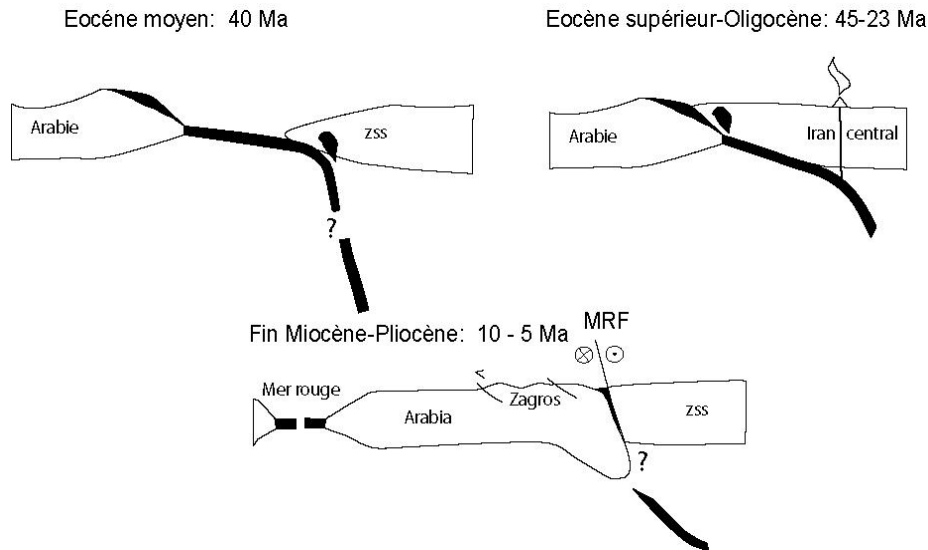 Eocéne moyen: 40 Ma
Arabie
zss
?
Eocène supérieur-Oligocène: 45-23 Ma
Arabie
Iran central
Fin Miocène-Pliocène: 10 - 5 Ma
MRF
Mer rouge
Arabia
Zagros
zss
?